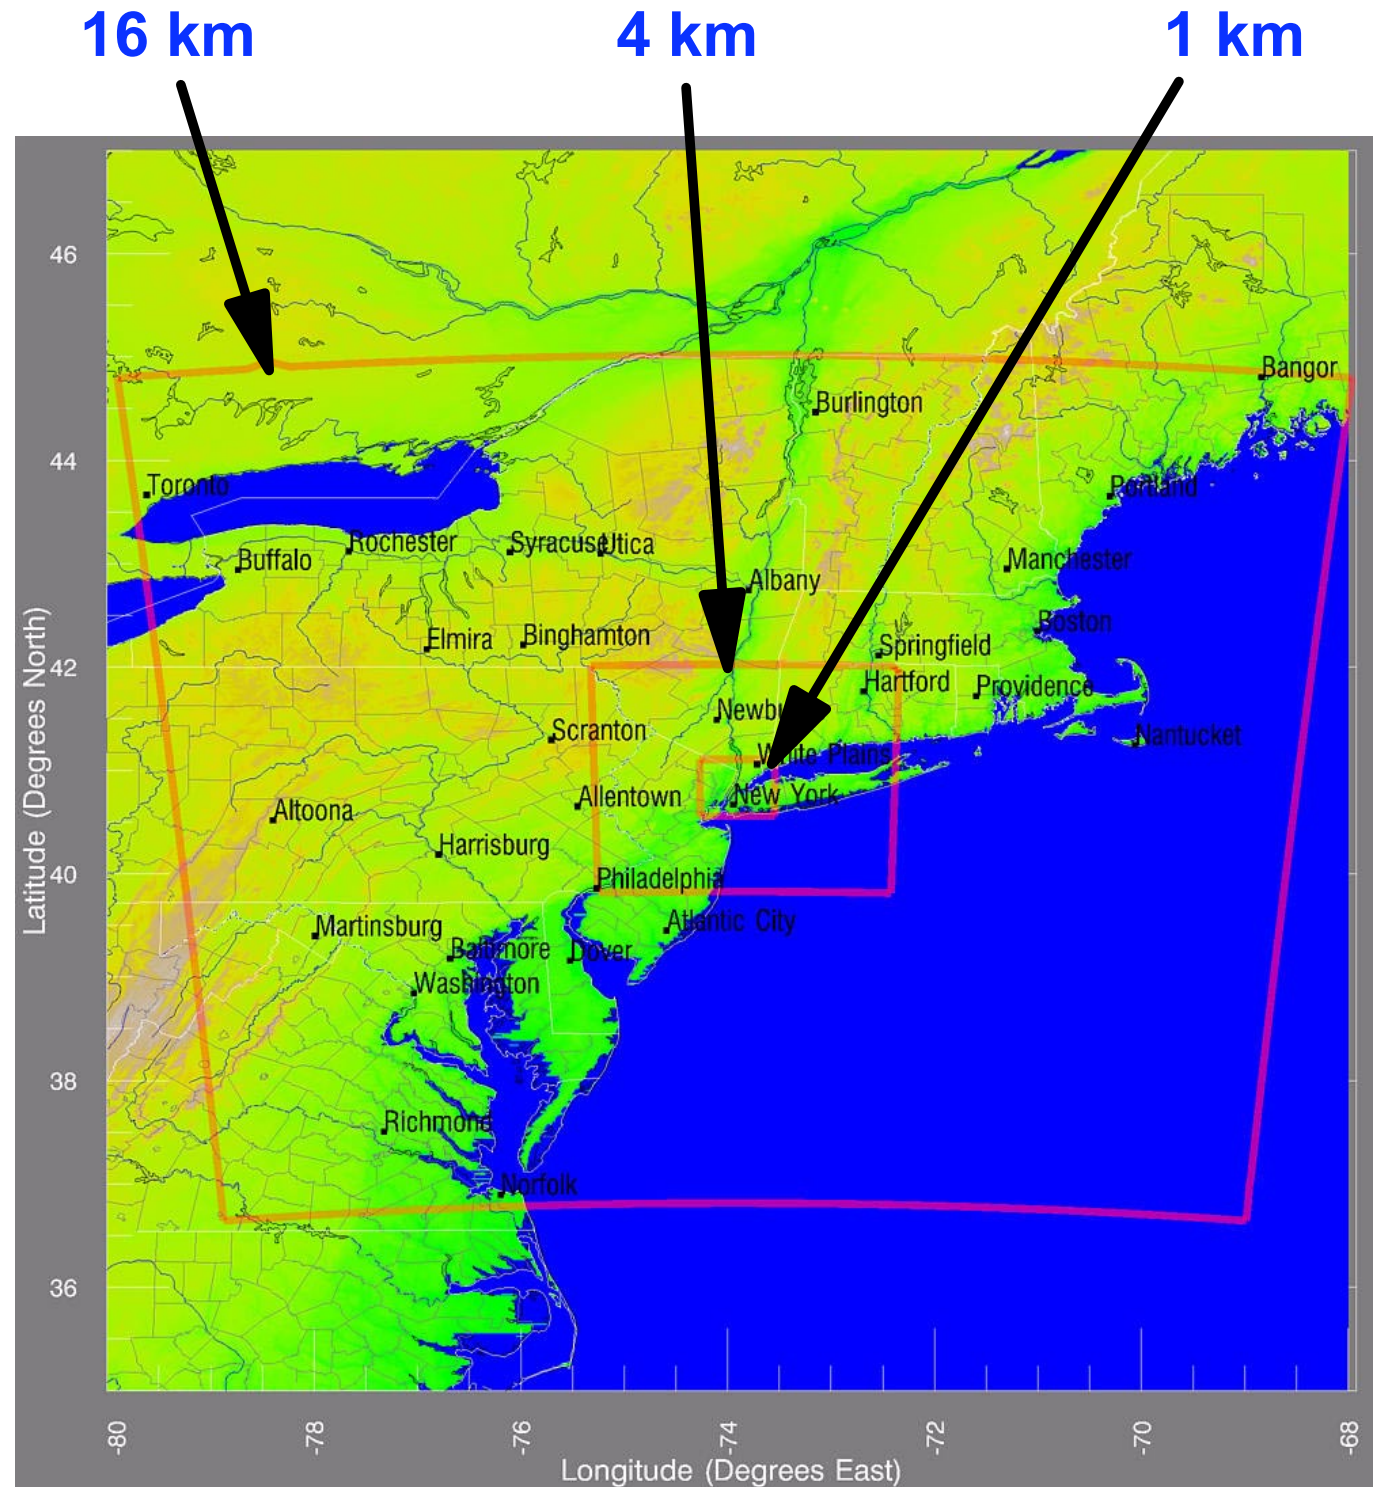 16 km 4 km 1 km
46
Bangor
Burlington
44
Toronto
Portland
Rochester
Syracuse
Utica
Buffalo
Manchester
Albany
Boston
Elmira
Binghamton
Springfield
42
Hartford
Providence
Newbu
Scranton
Nantucket
White Plains
Allentown
New York
Altoona
Harrisburg
40
Philadelphia
Martinsburg
Atlantic City
Baltimore
Dover
Washington
38
Richmond
Norfolk
36
Latitude (Degrees North)
-80 -78 -76 -74 -72 -70 -68
Longitude (Degrees East)